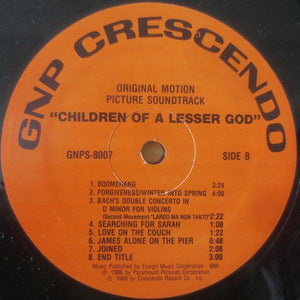 GNP CRESCENDO
ORIGINAL MOTION
PICTURE SOUNDTRACK
"CHILDREN OF A LESSER GOD"
GNPS-8007 SIDE B
1. BOOMERANG 3:24
2. FORGIVENESS/WINTER INTO SPRING 4:00
3. BACH'S DOUBLE CONCERTO IN
D MINOR FOR VIOLINS
(Second Movement-"LARGO MA NON TANTO") 2:22
4. SEARCHING FOR SARAH 1:08
5. LOVE ON THE COUCH 2:12
6. JAMES ALONE ON THE PIER 0:48
7. JOINED 2:08
8. END TITLE 3:00
Music Published by Ensign Music Corporation - BMI
© 1986 by Paramount Pictures Corporation
℗ 1986 by Crescendo Record Co., Inc.